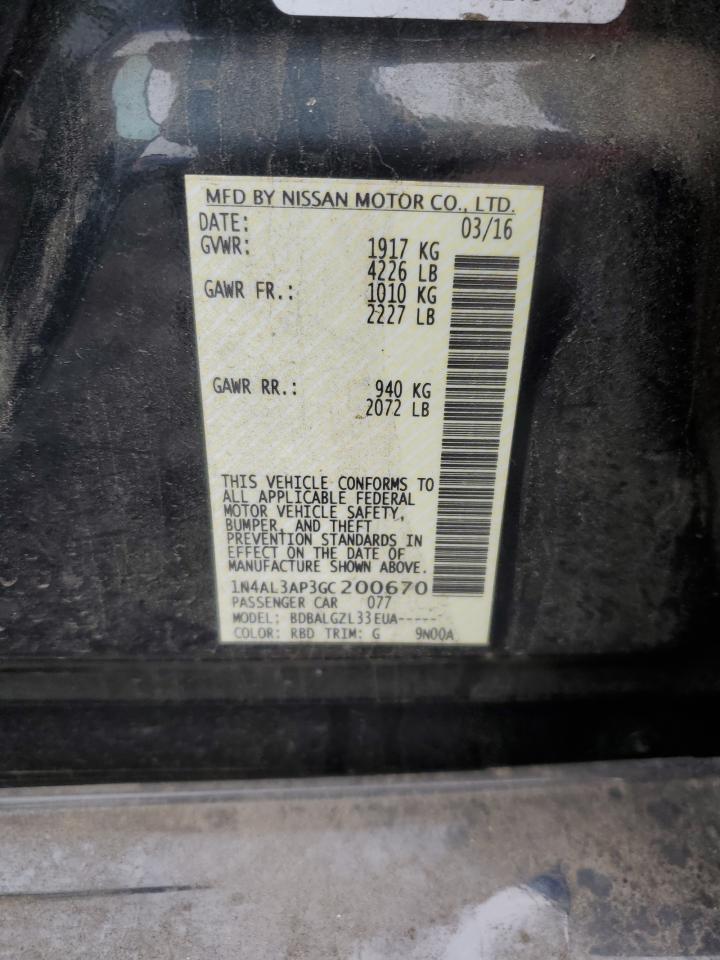 MFD BY NISSAN MOTOR CO., LTD.
DATE: 03/16
GVWR: 1917 KG
4226 LB
GAWR FR.: 1010 KG
2227 LB
GAWR RR.: 940 KG
2072 LB
THIS VEHICLE CONFORMS TO
ALL APPLICABLE FEDERAL
MOTOR VEHICLE SAFETY,
BUMPER, AND THEFT
PREVENTION STANDARDS IN
EFFECT ON THE DATE OF
MANUFACTURE SHOWN ABOVE.
1N4AL3AP3GC200670
PASSENGER CAR 077
MODEL: BDBALGZL33EUA-----
COLOR: RBD TRIM: G 9N00A